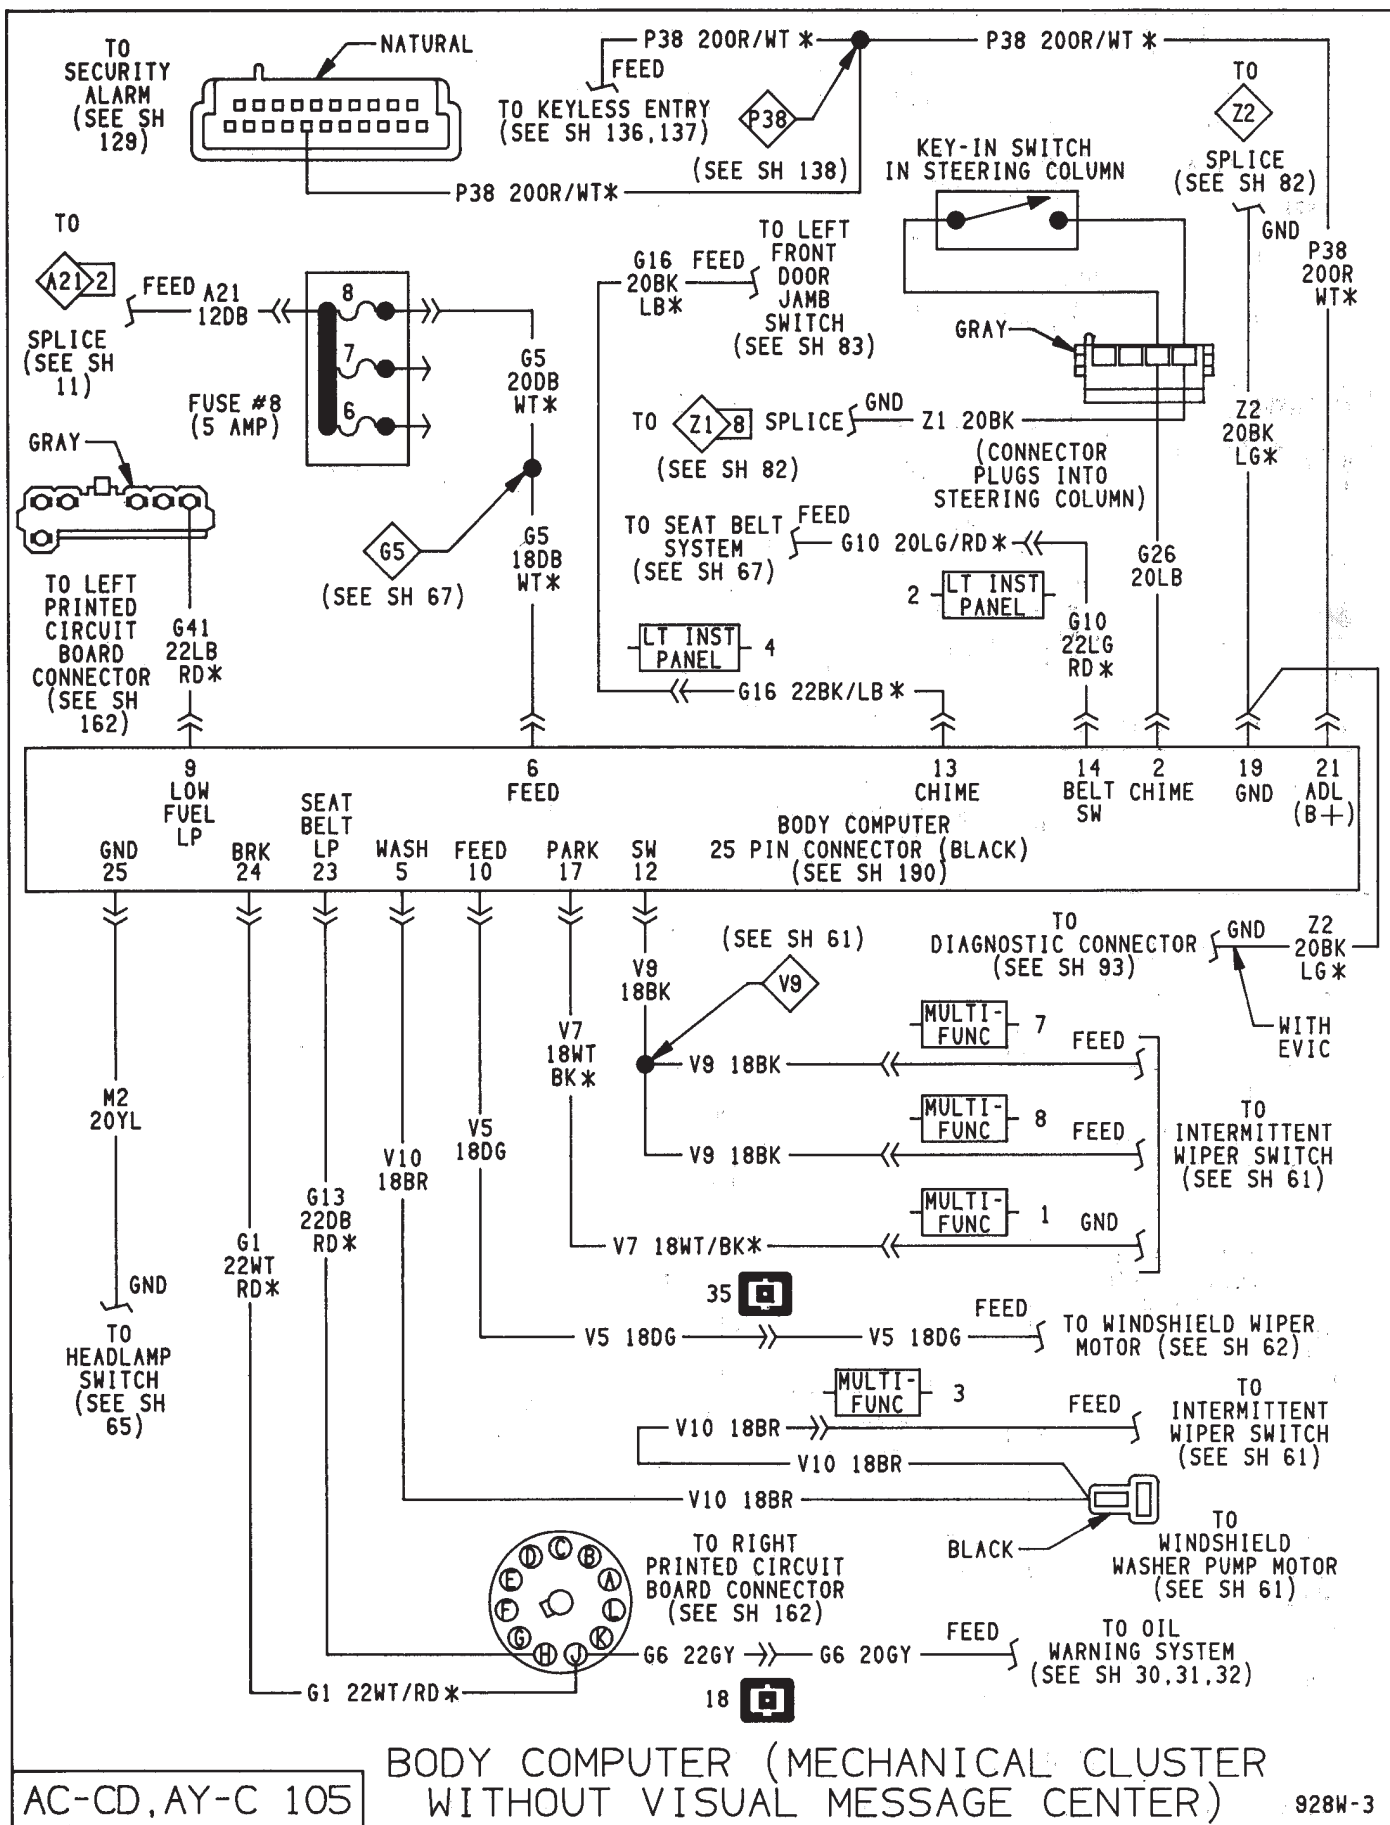 TO
SECURITY
ALARM
(SEE SH
129)
NATURAL
P38 20OR/WT*
P38 20OR/WT*
FEED
TO KEYLESS ENTRY
(SEE SH 136,137)
P38
(SEE SH 138)
P38 20OR/WT*
TO
Z2
SPLICE
(SEE SH 82)
GND
P38
20OR
WT*
KEY-IN SWITCH
IN STEERING COLUMN
TO
A21 2
SPLICE
(SEE SH
11)
FEED
A21
12DB
8
7
6
FUSE #8
(5 AMP)
G5
20DB
WT*
G16
20BK
LB*
FEED
TO LEFT
FRONT
DOOR
JAMB
SWITCH
(SEE SH 83)
GRAY
TO Z1 8 SPLICE
(SEE SH 82)
GND
Z1 20BK
(CONNECTOR
PLUGS INTO
STEERING COLUMN)
Z2
20BK
LG*
GRAY
TO LEFT
PRINTED
CIRCUIT
BOARD
CONNECTOR
(SEE SH
162)
G41
22LB
RD*
G5
(SEE SH 67)
G5
18DB
WT*
TO SEAT BELT
SYSTEM
(SEE SH 67)
FEED
G10 20LG/RD*
2
LT INST
PANEL
G10
22LG
RD*
G26
20LB
LT INST
PANEL
4
G16 22BK/LB*
9
LOW
FUEL
LP
6
FEED
13
CHIME
14
BELT
SW
2
CHIME
19
GND
21
ADL
(B+)
GND
25
BRK
24
SEAT
BELT
LP
23
WASH
5
FEED
10
PARK
17
SW
12
BODY COMPUTER
25 PIN CONNECTOR (BLACK)
(SEE SH 190)
M2
20YL
GND
TO
HEADLAMP
SWITCH
(SEE SH
65)
G1
22WT
RD*
G13
22DB
RD*
V10
18BR
V5
18DG
V7
18WT
BK*
V9
18BK
(SEE SH 61)
V9
TO
DIAGNOSTIC CONNECTOR
(SEE SH 93)
GND
Z2
20BK
LG*
WITH
EVIC
MULTI-
FUNC
7
V9 18BK
FEED
MULTI-
FUNC
8
V9 18BK
FEED
TO
INTERMITTENT
WIPER SWITCH
(SEE SH 61)
MULTI-
FUNC
1
V7 18WT/BK*
GND
35
V5 18DG
V5 18DG
FEED
TO WINDSHIELD WIPER
MOTOR (SEE SH 62)
MULTI-
FUNC
3
V10 18BR
FEED
TO
INTERMITTENT
WIPER SWITCH
(SEE SH 61)
V10 18BR
V10 18BR
BLACK
TO
WINDSHIELD
WASHER PUMP MOTOR
(SEE SH 61)
C
B
A
L
K
J
H
G
F
E
D
TO RIGHT
PRINTED CIRCUIT
BOARD CONNECTOR
(SEE SH 162)
G6 22GY
G6 20GY
FEED
TO OIL
WARNING SYSTEM
(SEE SH 30,31,32)
G1 22WT/RD*
18
AC-CD,AY-C 105
BODY COMPUTER (MECHANICAL CLUSTER
WITHOUT VISUAL MESSAGE CENTER)
928W-3